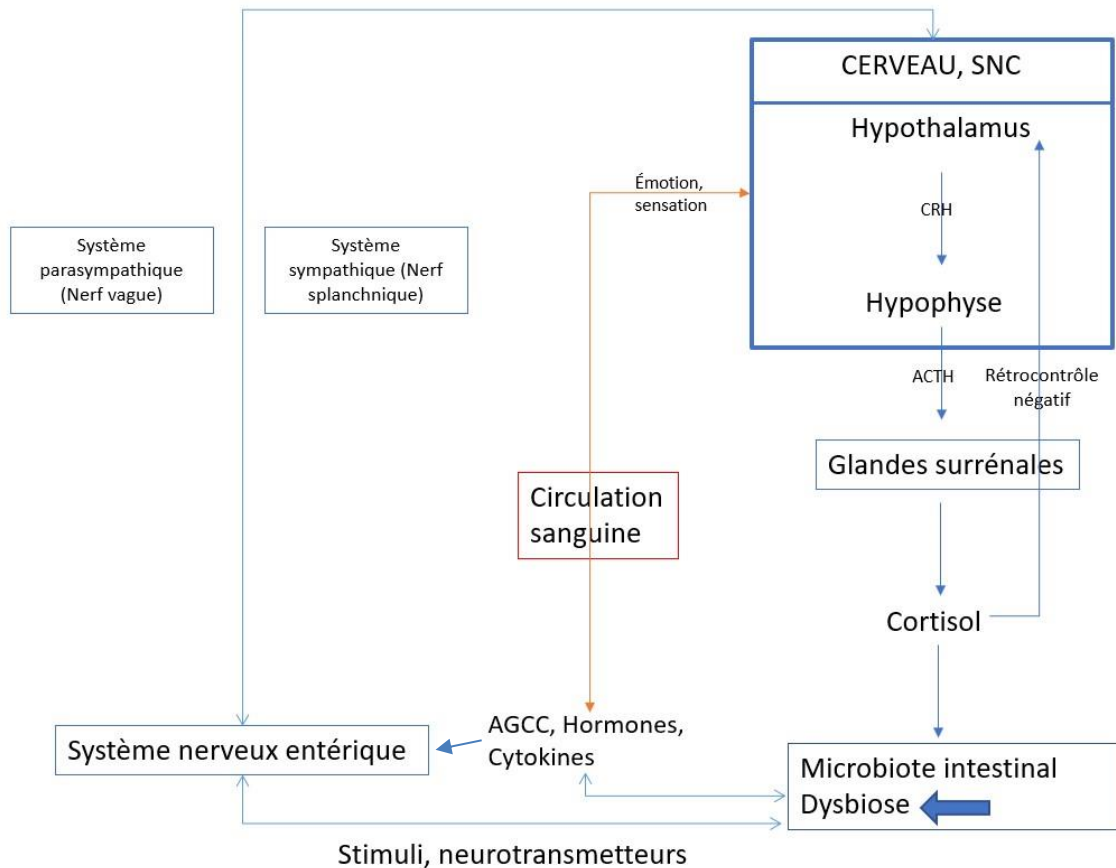 CERVEAU, SNC
Hypothalamus
Émotion,
sensation
CRH
Système
parasympathique
(Nerf vague)
Système
sympathique (Nerf
splanchnique)
Hypophyse
ACTH
Rétrocontrôle
négatif
Glandes surrénales
Circulation
sanguine
Cortisol
AGCC, Hormones,
Cytokines
Système nerveux entérique
Microbiote intestinal
Dysbiose
Stimuli, neurotransmetteurs